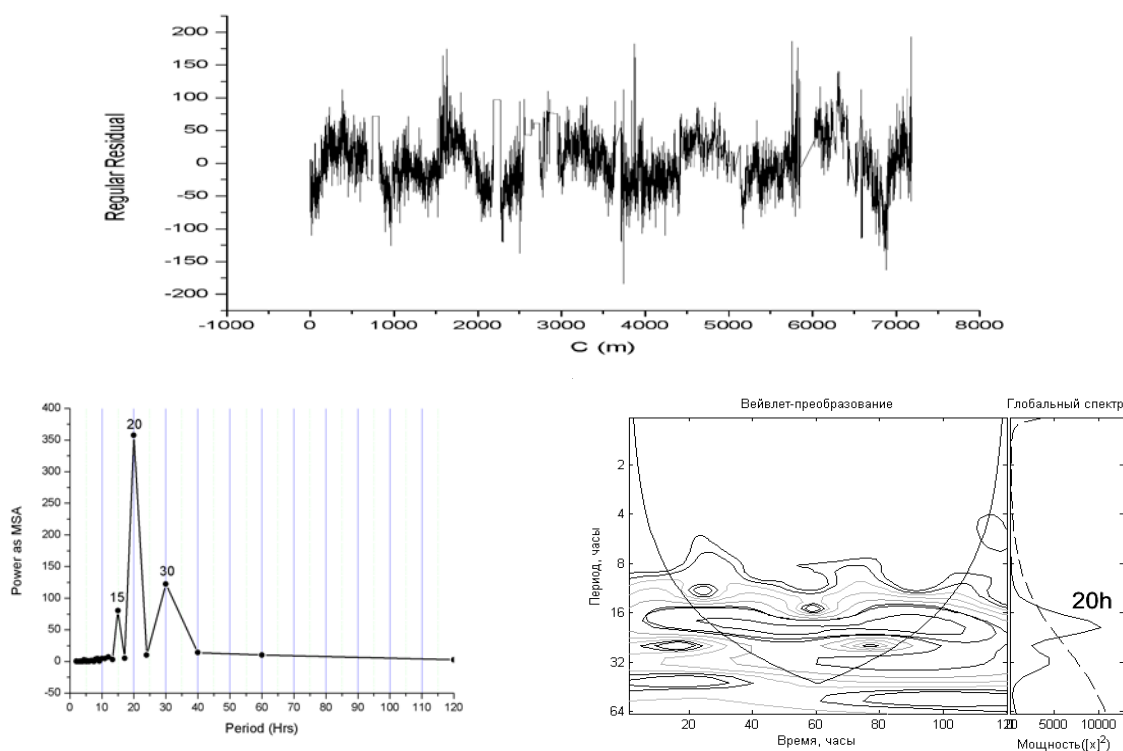 200
150
100
50
0
-50
-100
-150
-200
Regular Residual
-1000 0 1000 2000 3000 4000 5000 6000 7000 8000
C (m)
400
350
300
250
200
150
100
50
0
-50
Power as MSA
20
15
30
0 10 20 30 40 50 60 70 80 90 100 110 120
Period (Hrs)
Вейвлет-преобразование
Глобальный спектр
2
4
8
16
32
64
Период, часы
20 40 60 80
Время, часы
20h
5000 10000
Мощность([x]2)